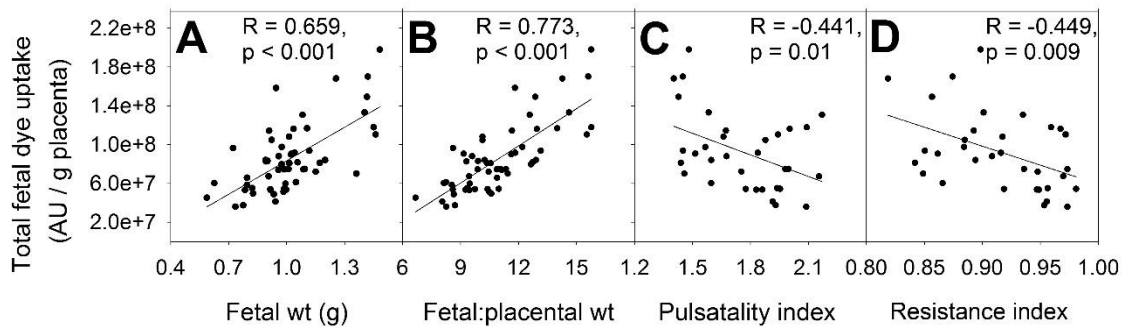 A
R = 0.659,
p < 0.001
B
R = 0.773,
p < 0.001
C
R = -0.441,
p = 0.01
D
R = -0.449,
p = 0.009
Total fetal dye uptake
(AU / g placenta)
2.2e+8
1.8e+8
1.4e+8
1.0e+8
6.0e+7
2.0e+7
0.4 0.7 1.0 1.3 6 9 12 15 1.2 1.5 1.8 2.1 0.80 0.85 0.90 0.95 1.00
Fetal wt (g) Fetal:placental wt Pulsatality index Resistance index